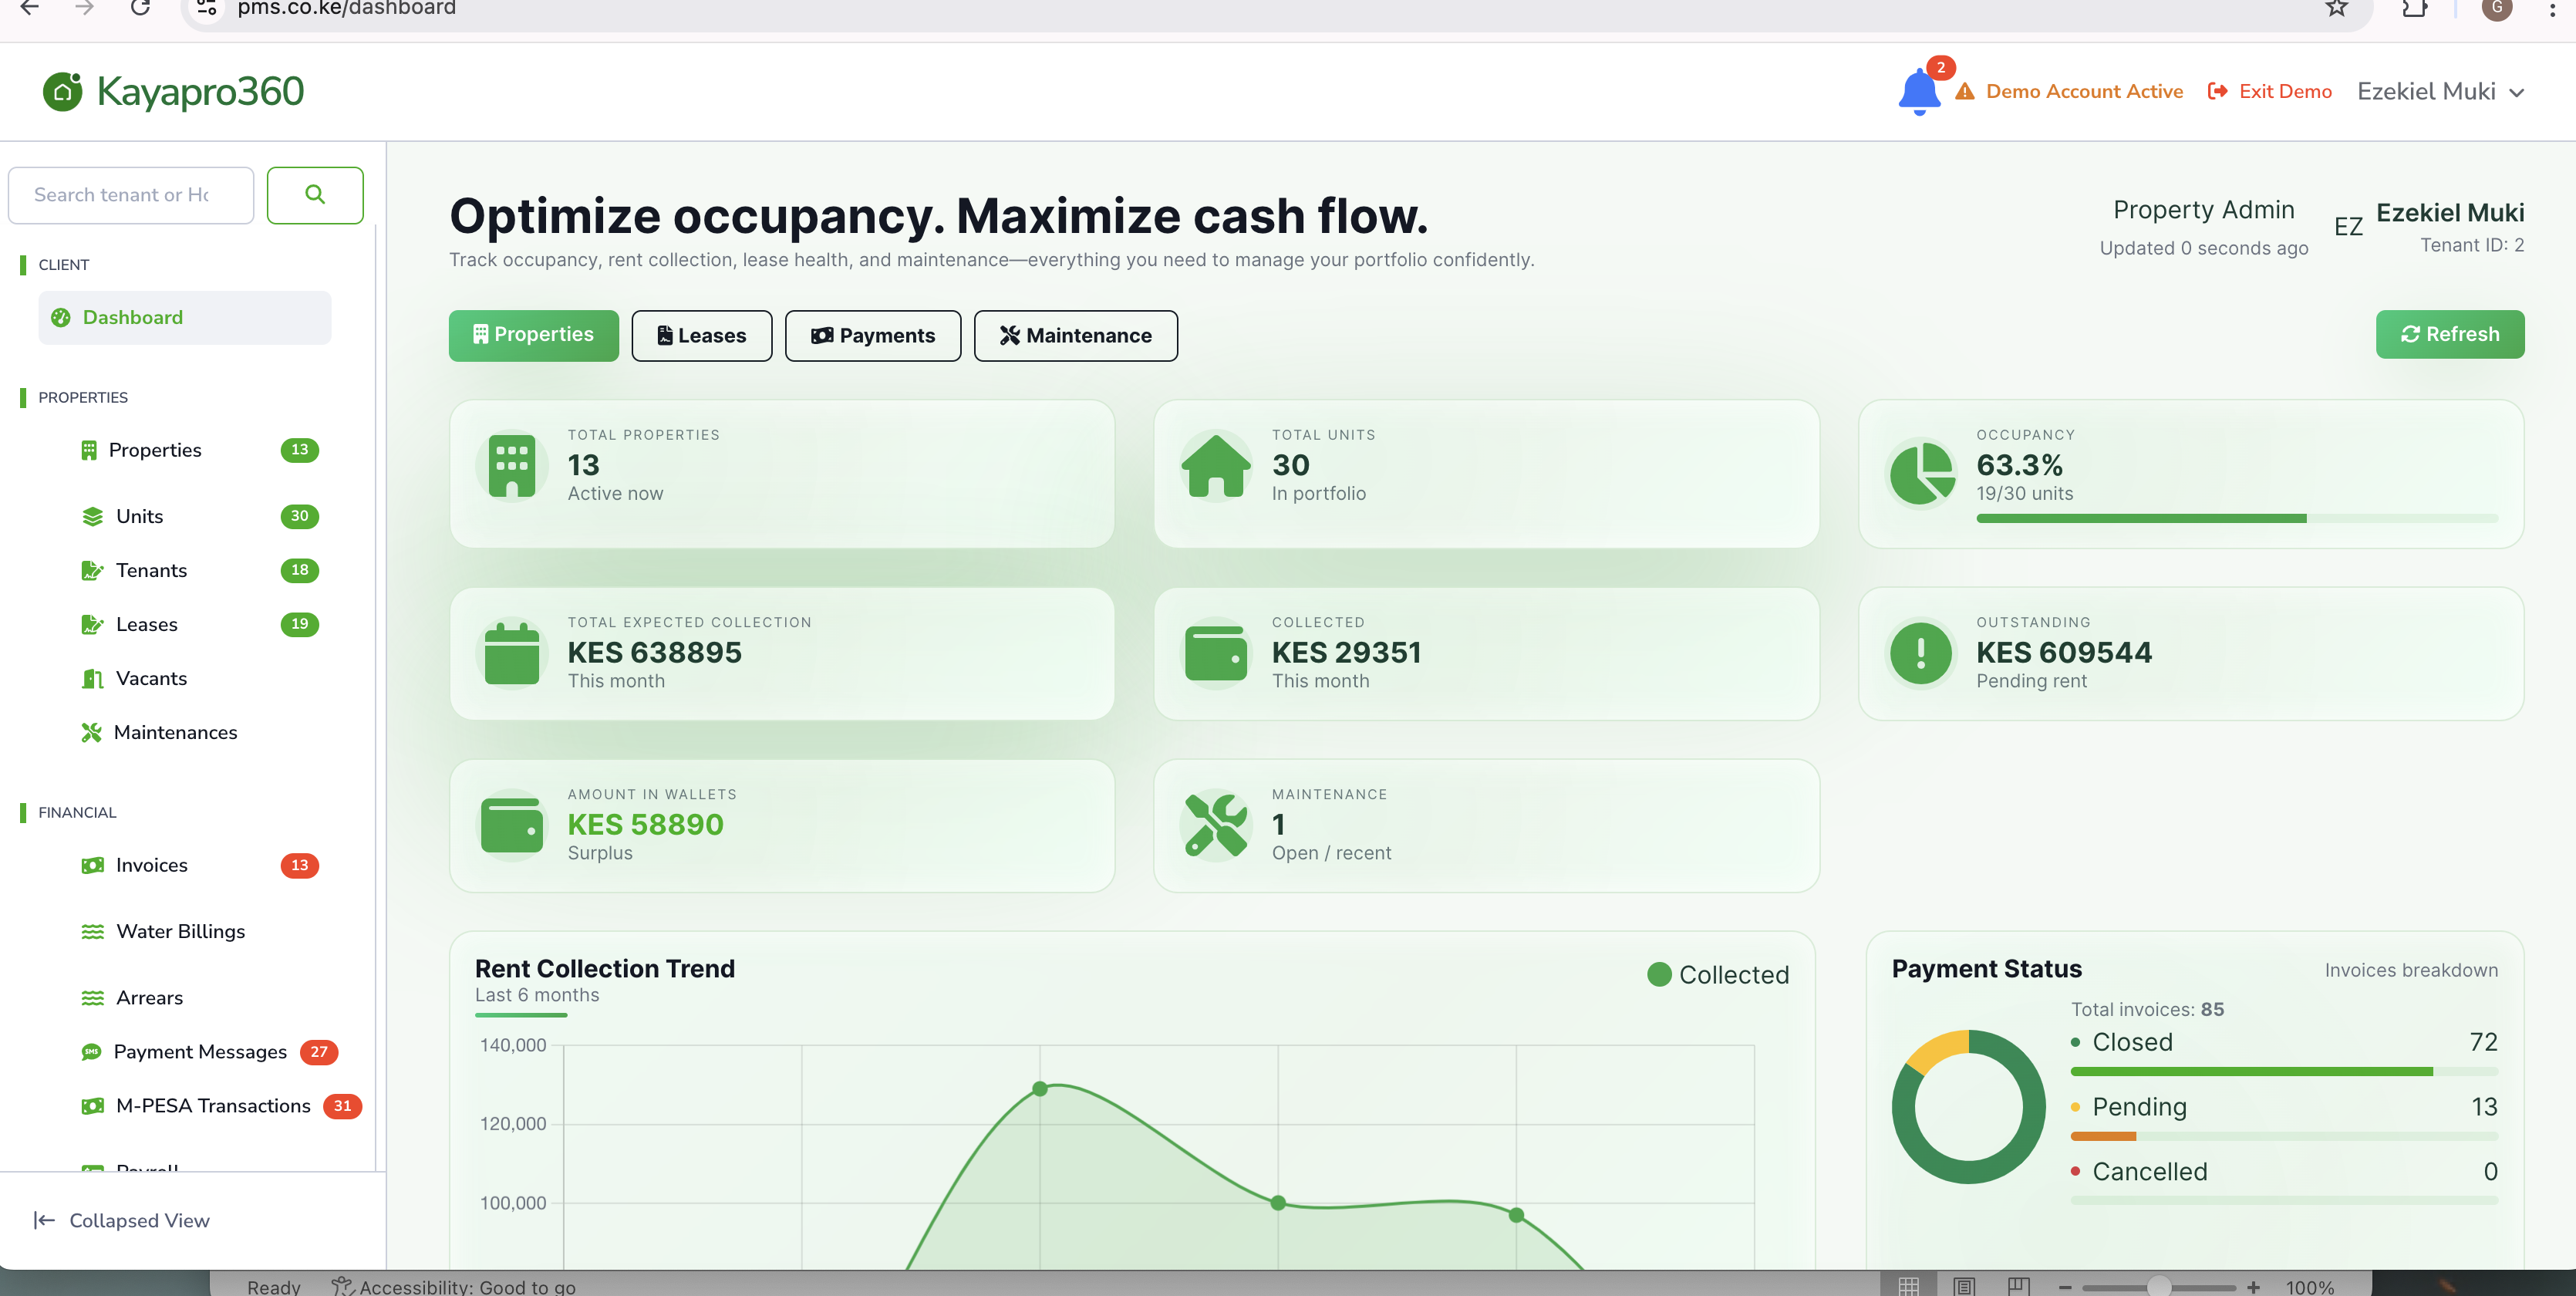 pms.co.ke/dashboard
G
Kayapro360
2
Demo Account Active
Exit Demo
Ezekiel Muki
Search tenant or Ho
CLIENT
Dashboard
PROPERTIES
Properties 13
Units 30
Tenants 18
Leases 19
Vacants
Maintenances
FINANCIAL
Invoices 13
Water Billings
Arrears
SMS
Payment Messages 27
M-PESA Transactions 31
Payroll
Collapsed View
Optimize occupancy. Maximize cash flow.
Track occupancy, rent collection, lease health, and maintenance—everything you need to manage your portfolio confidently.
Property Admin
Updated 0 seconds ago
EZ
Ezekiel Muki
Tenant ID: 2
Properties
Leases
Payments
Maintenance
Refresh
TOTAL PROPERTIES
13
Active now
TOTAL UNITS
30
In portfolio
OCCUPANCY
63.3%
19/30 units
TOTAL EXPECTED COLLECTION
KES 638895
This month
COLLECTED
KES 29351
This month
OUTSTANDING
KES 609544
Pending rent
AMOUNT IN WALLETS
KES 58890
Surplus
MAINTENANCE
1
Open / recent
Rent Collection Trend
Last 6 months
Collected
140,000
120,000
100,000
Payment Status
Invoices breakdown
Total invoices: 85
Closed 72
Pending 13
Cancelled 0
Ready
Accessibility: Good to go
100%